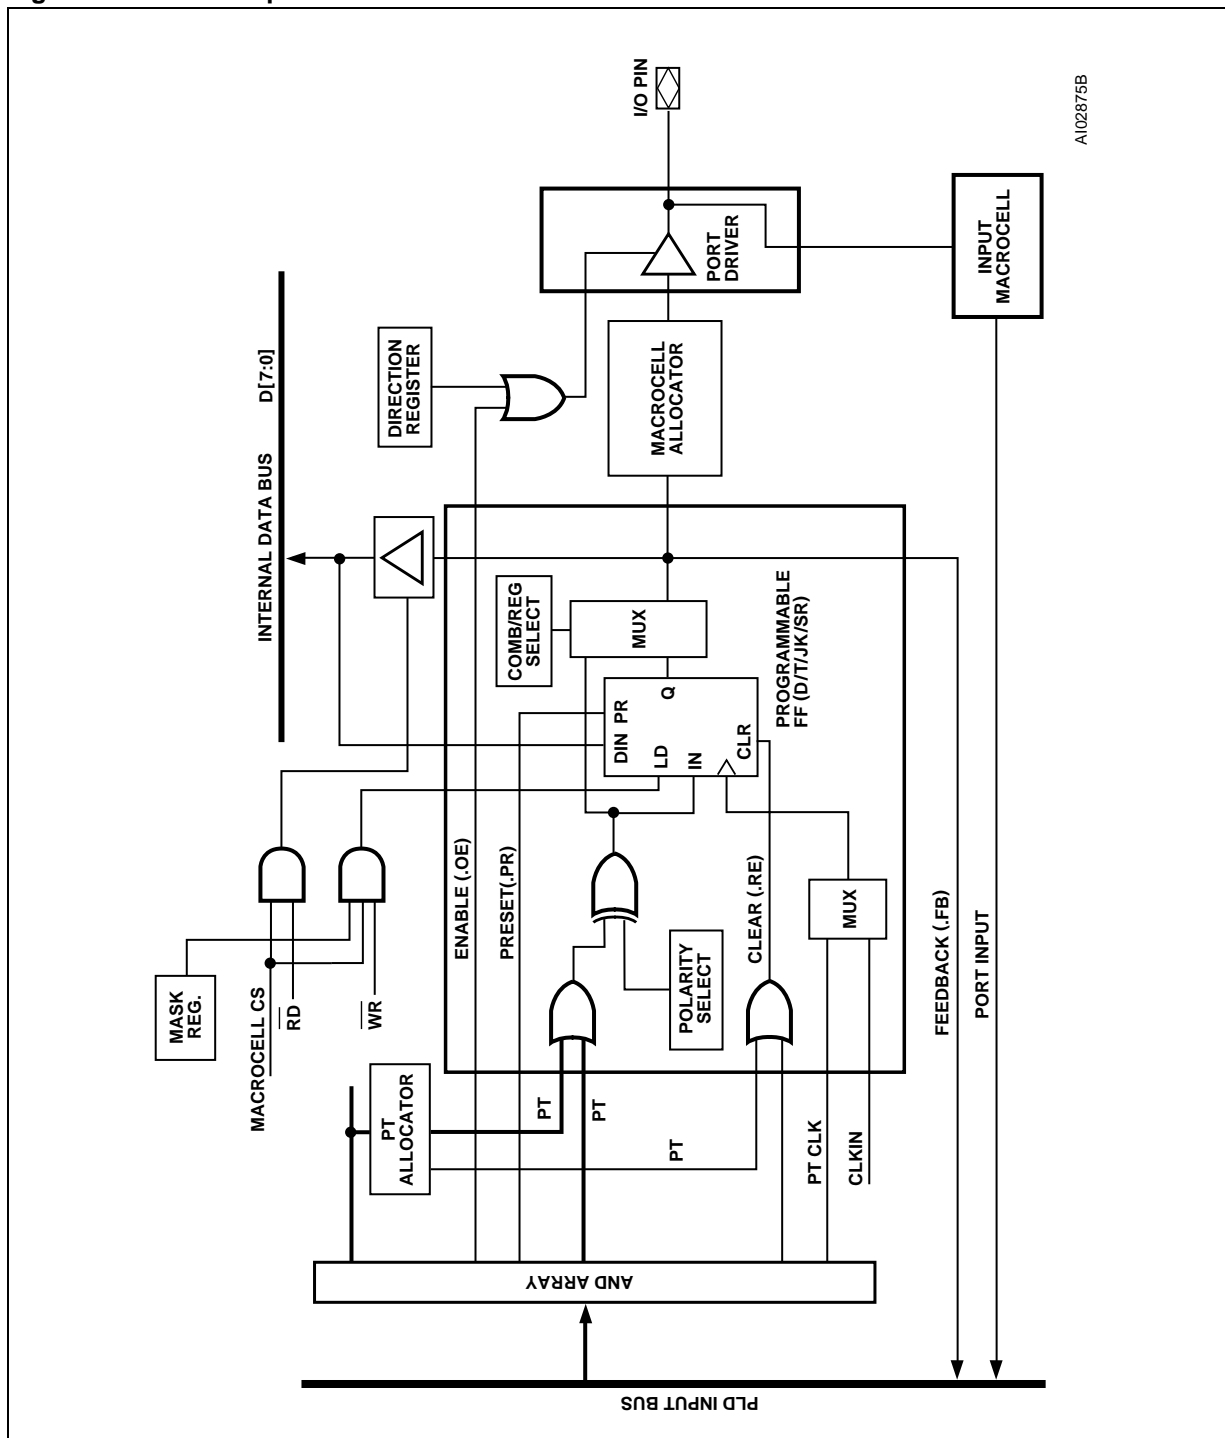 MASK
REG.
MACROCELL CS
RD
WR
INTERNAL DATA BUS
D[7:0]
DIRECTION
REGISTER
PT
ALLOCATOR
PT
PT
PT
PT CLK
CLKIN
AND ARRAY
PLD INPUT BUS
ENABLE (.OE)
PRESET(.PR)
COMB/REG
SELECT
MUX
DIN
PR
LD
Q
IN
CLR
PROGRAMMABLE
FF (D/T/JK/SR)
POLARITY
SELECT
CLEAR (.RE)
MUX
MACROCELL
ALLOCATOR
PORT
DRIVER
I/O PIN
INPUT
MACROCELL
FEEDBACK (.FB)
PORT INPUT
AI02875B